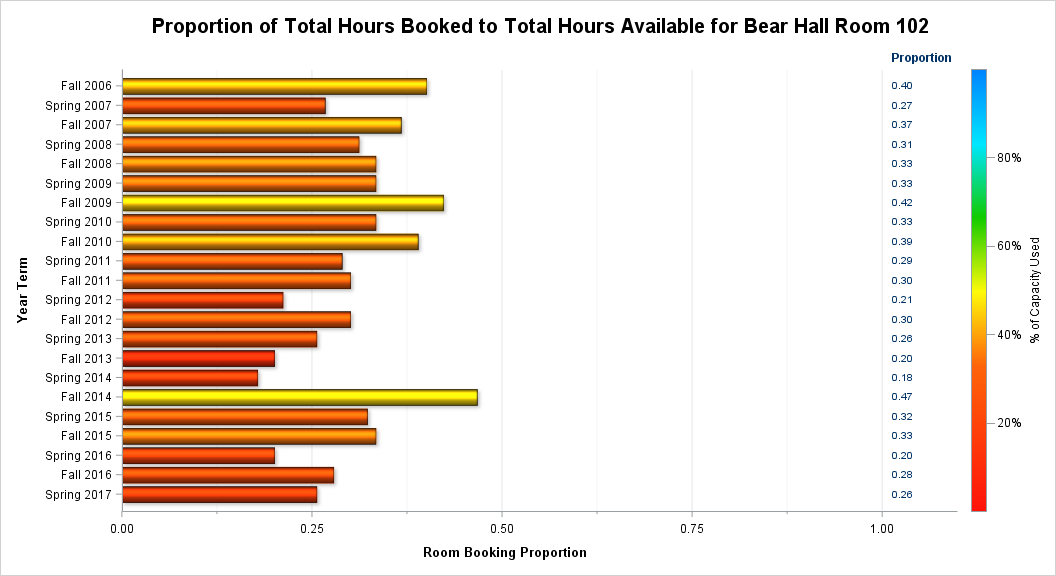 Proportion of Total Hours Booked to Total Hours Available for Bear Hall Room 102
Proportion
Fall 2006 0.40
Spring 2007 0.27
Fall 2007 0.37
Spring 2008 0.31
Fall 2008 0.33
Spring 2009 0.33
Fall 2009 0.42
Spring 2010 0.33
Fall 2010 0.39
Spring 2011 0.29
Fall 2011 0.30
Spring 2012 0.21
Fall 2012 0.30
Spring 2013 0.26
Fall 2013 0.20
Spring 2014 0.18
Fall 2014 0.47
Spring 2015 0.32
Fall 2015 0.33
Spring 2016 0.20
Fall 2016 0.28
Spring 2017 0.26
Year Term
0.00 0.25 0.50 0.75 1.00
Room Booking Proportion
80%
60%
40%
20%
% of Capacity Used